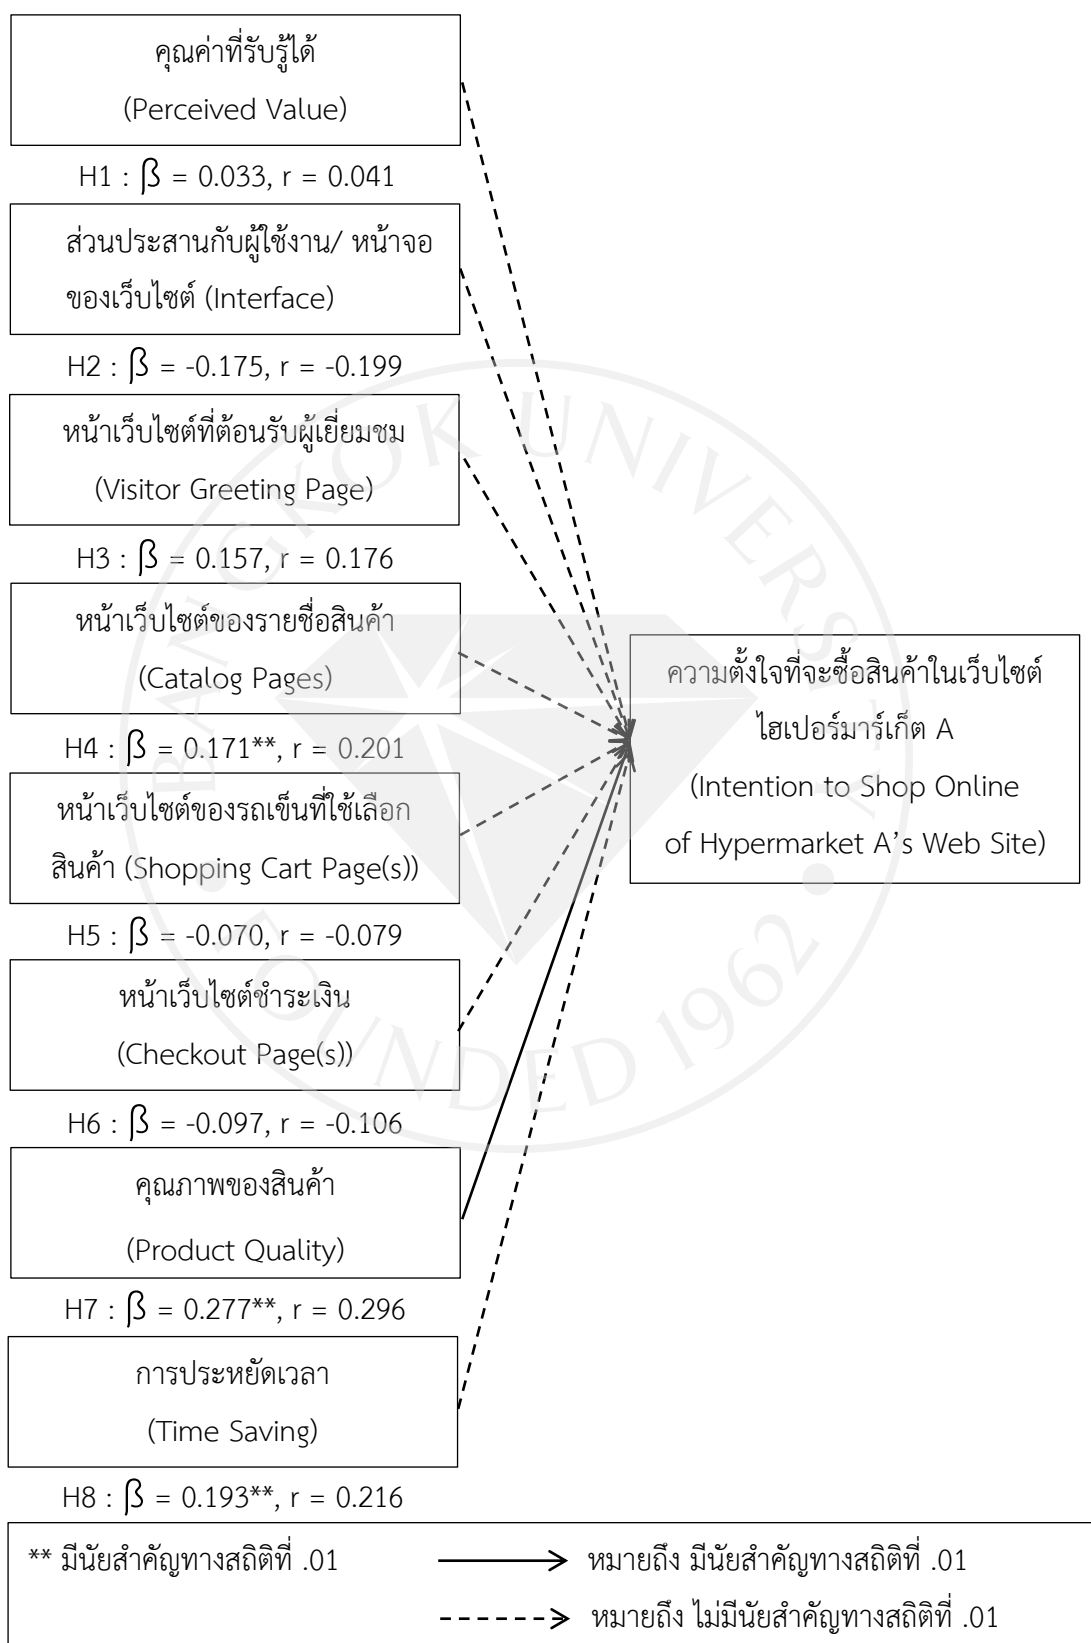 คุณค่าที่รับรู้ได้
(Perceived Value)
H1 : β = 0.033, r = 0.041
ส่วนประสานกับผู้ใช้งาน/ หน้าจอ
ของเว็บไซต์ (Interface)
H2 : β = -0.175, r = -0.199
หน้าเว็บไซต์ที่ต้อนรับผู้เยี่ยมชม
(Visitor Greeting Page)
H3 : β = 0.157, r = 0.176
หน้าเว็บไซต์ของรายชื่อสินค้า
(Catalog Pages)
H4 : β = 0.171**, r = 0.201
หน้าเว็บไซต์ของรถเข็นที่ใช้เลือก
สินค้า (Shopping Cart Page(s))
H5 : β = -0.070, r = -0.079
หน้าเว็บไซต์ชำระเงิน
(Checkout Page(s))
H6 : β = -0.097, r = -0.106
คุณภาพของสินค้า
(Product Quality)
H7 : β = 0.277**, r = 0.296
การประหยัดเวลา
(Time Saving)
H8 : β = 0.193**, r = 0.216
ความตั้งใจที่จะซื้อสินค้าในเว็บไซต์
ไฮเปอร์มาร์เก็ต A
(Intention to Shop Online
of Hypermarket A's Web Site)
** มีนัยสำคัญทางสถิติที่ .01
หมายถึง มีนัยสำคัญทางสถิติที่ .01
หมายถึง ไม่มีนัยสำคัญทางสถิติที่ .01
BANGKOK UNIVERSITY
FOUNDED 1962